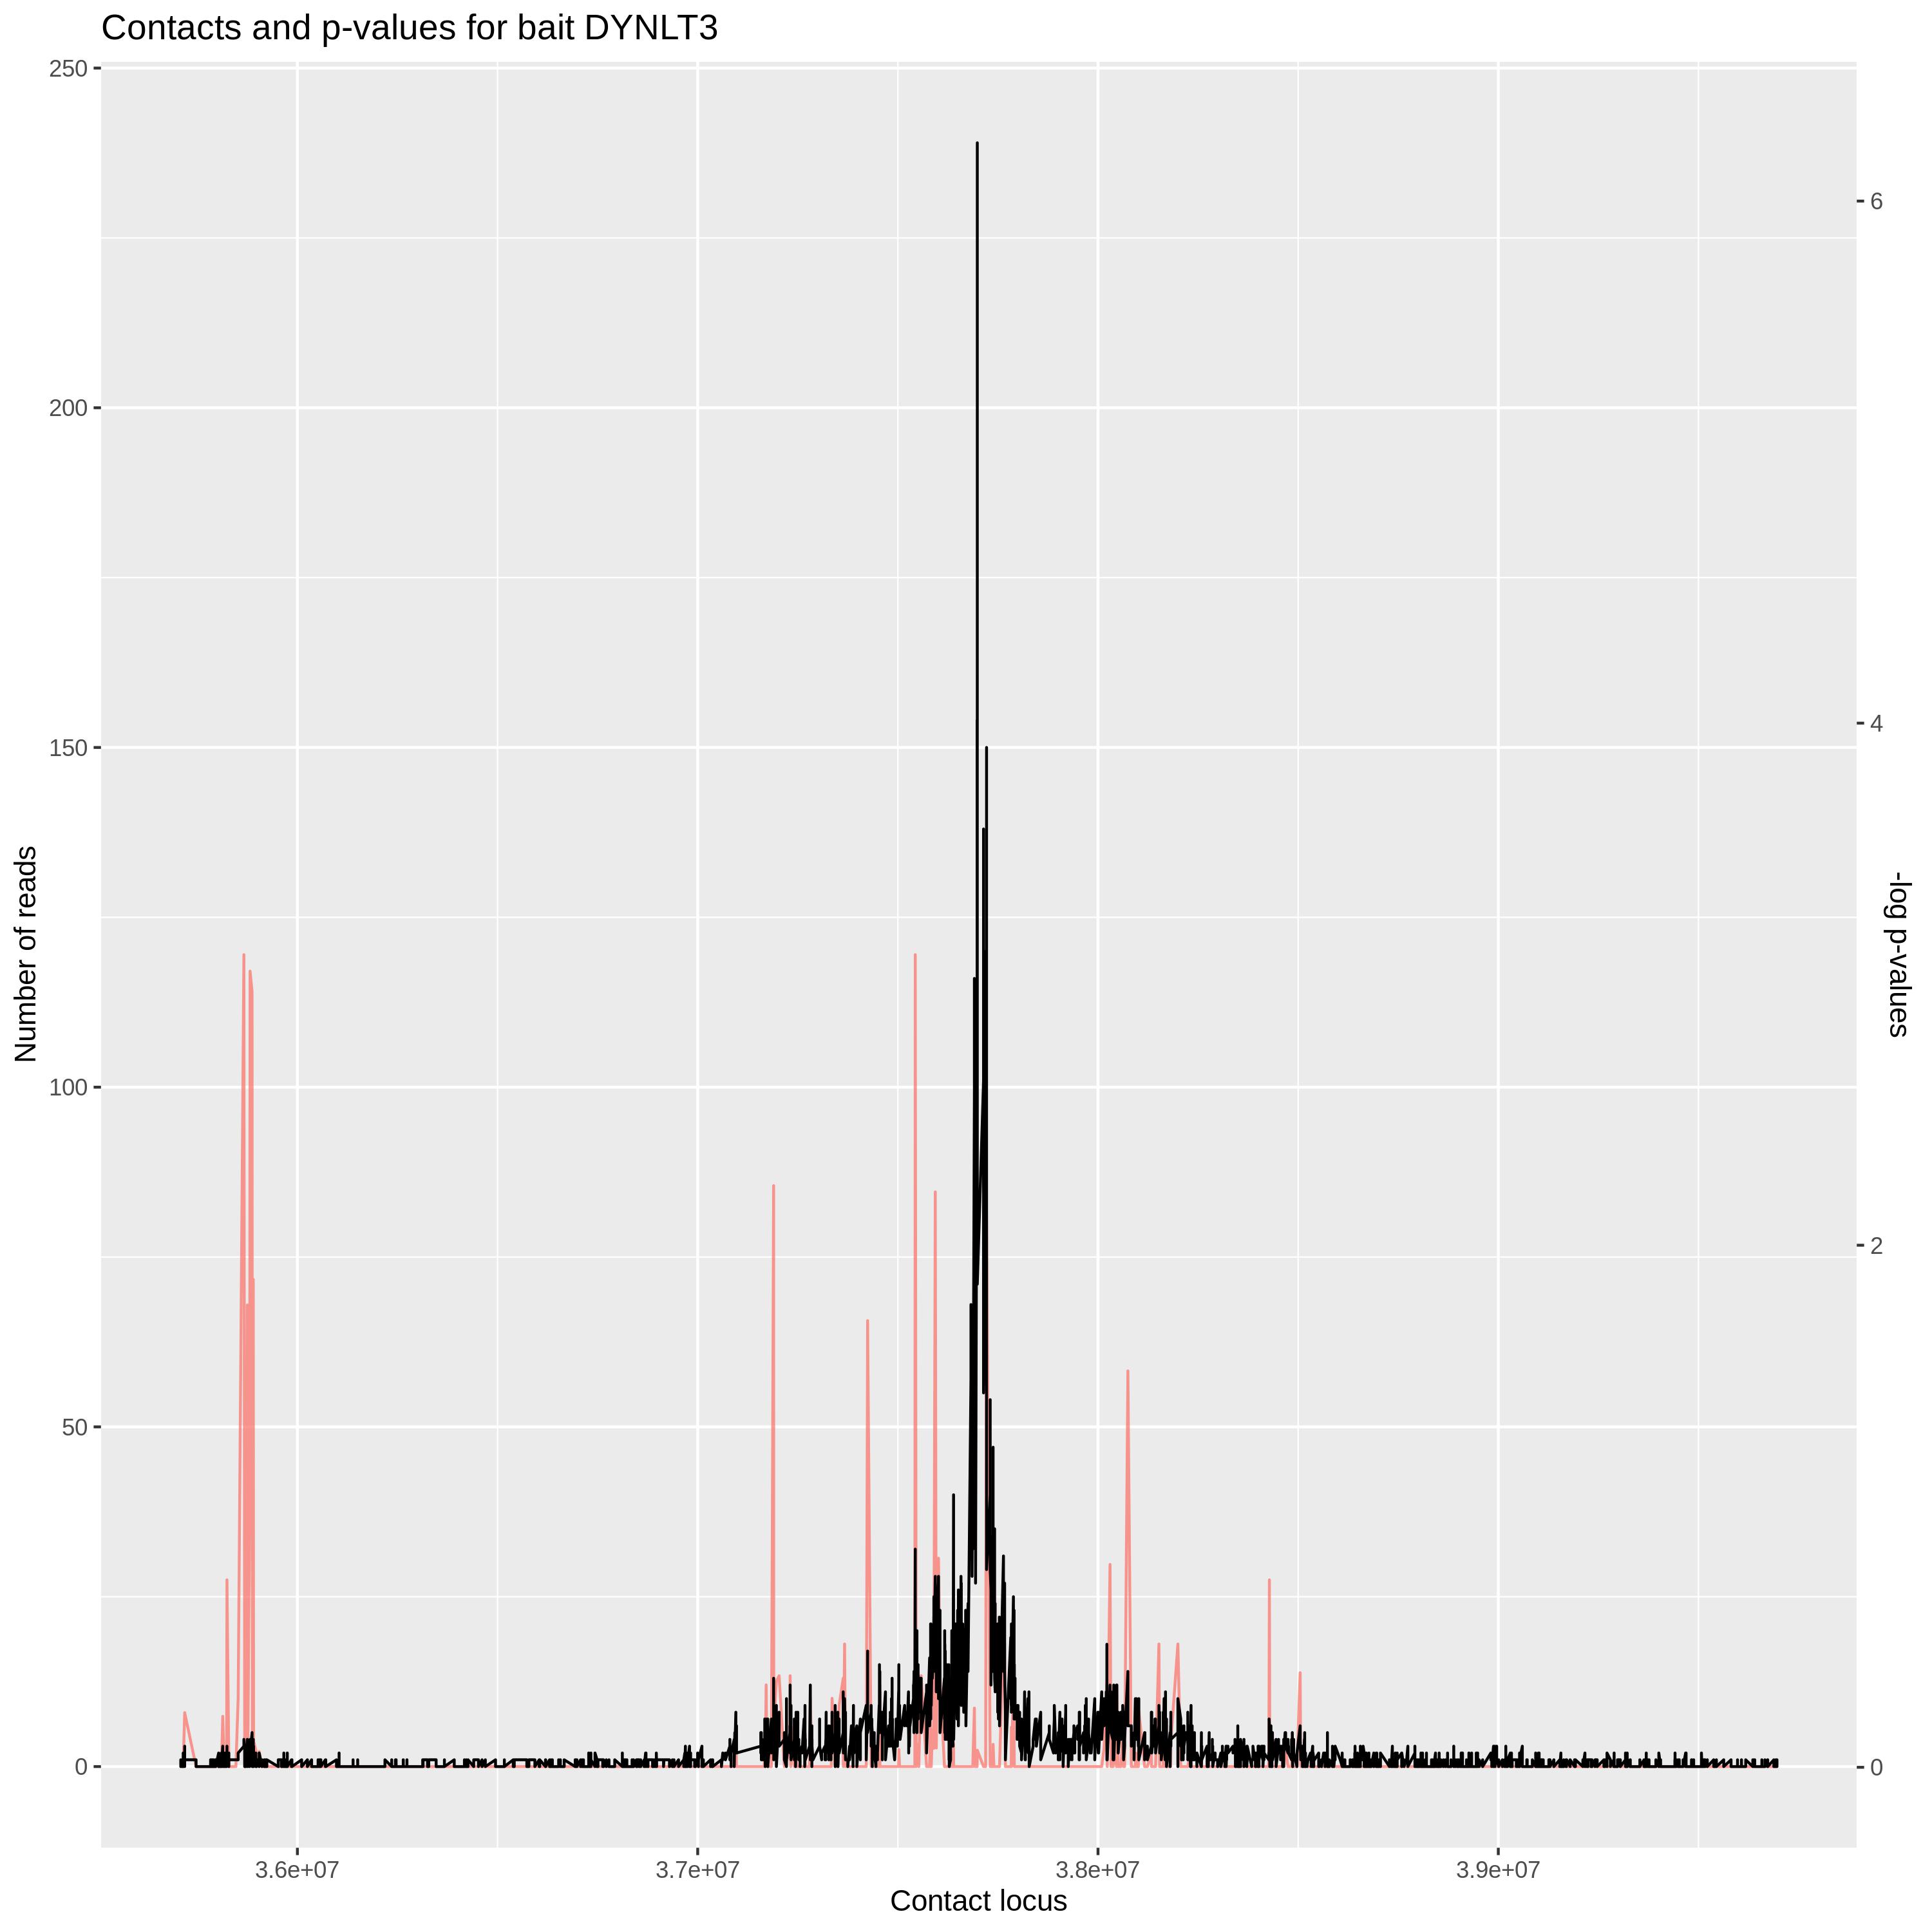 Contacts and p-values for bait DYNLT3
250
200
150
100
50
0
Number of reads
6
4
2
0
-log p-values
3.6e+07
3.7e+07
3.8e+07
3.9e+07
Contact locus